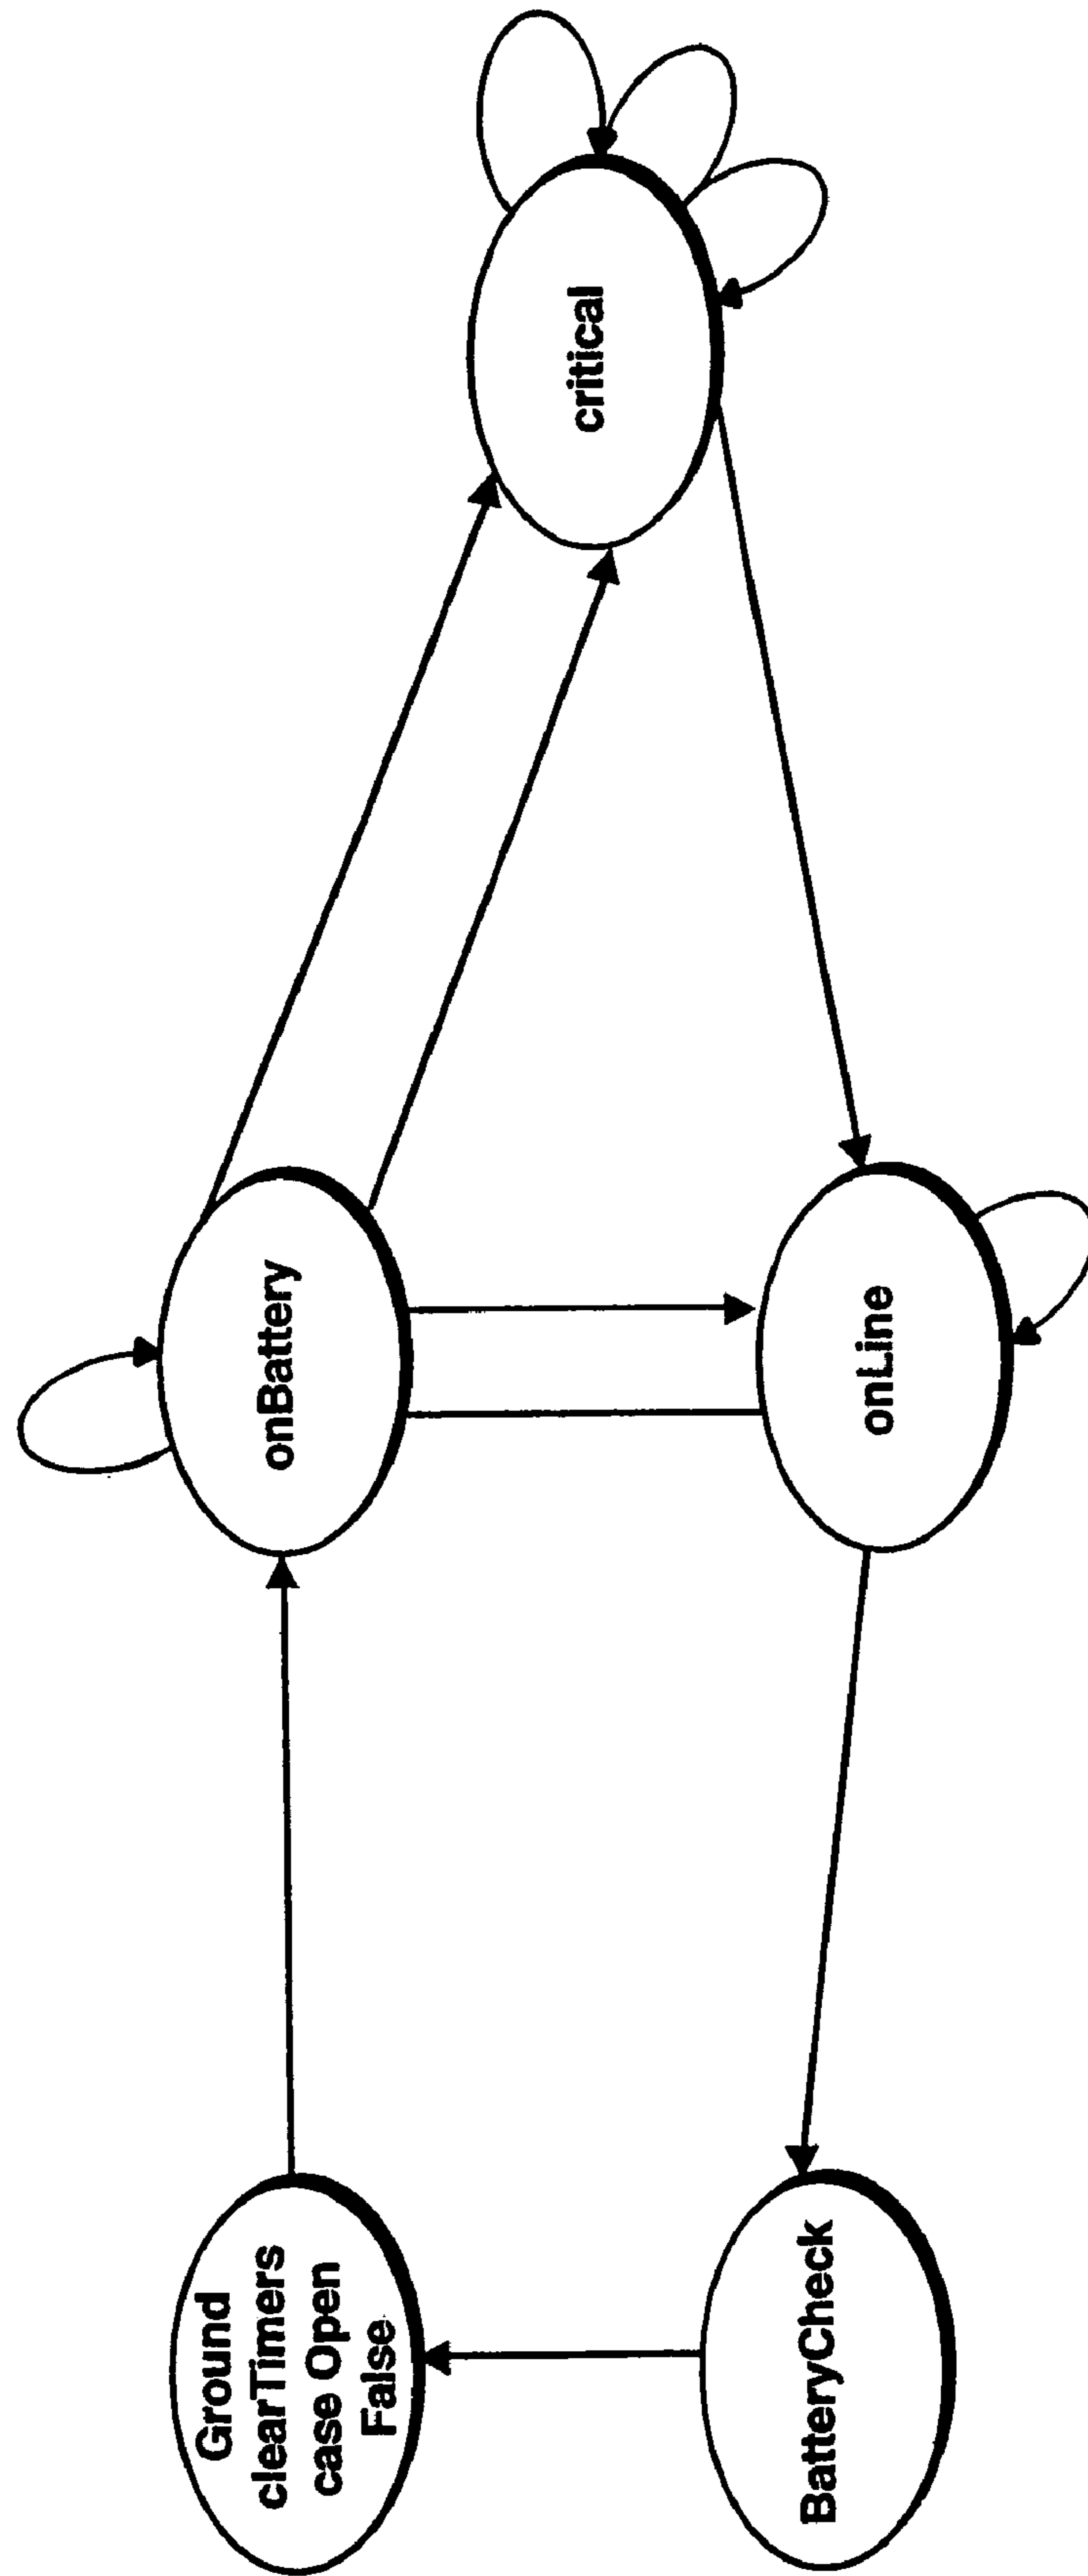 Ground
clearTimers
case Open
False
onBattery
critical
BatteryCheck
onLine